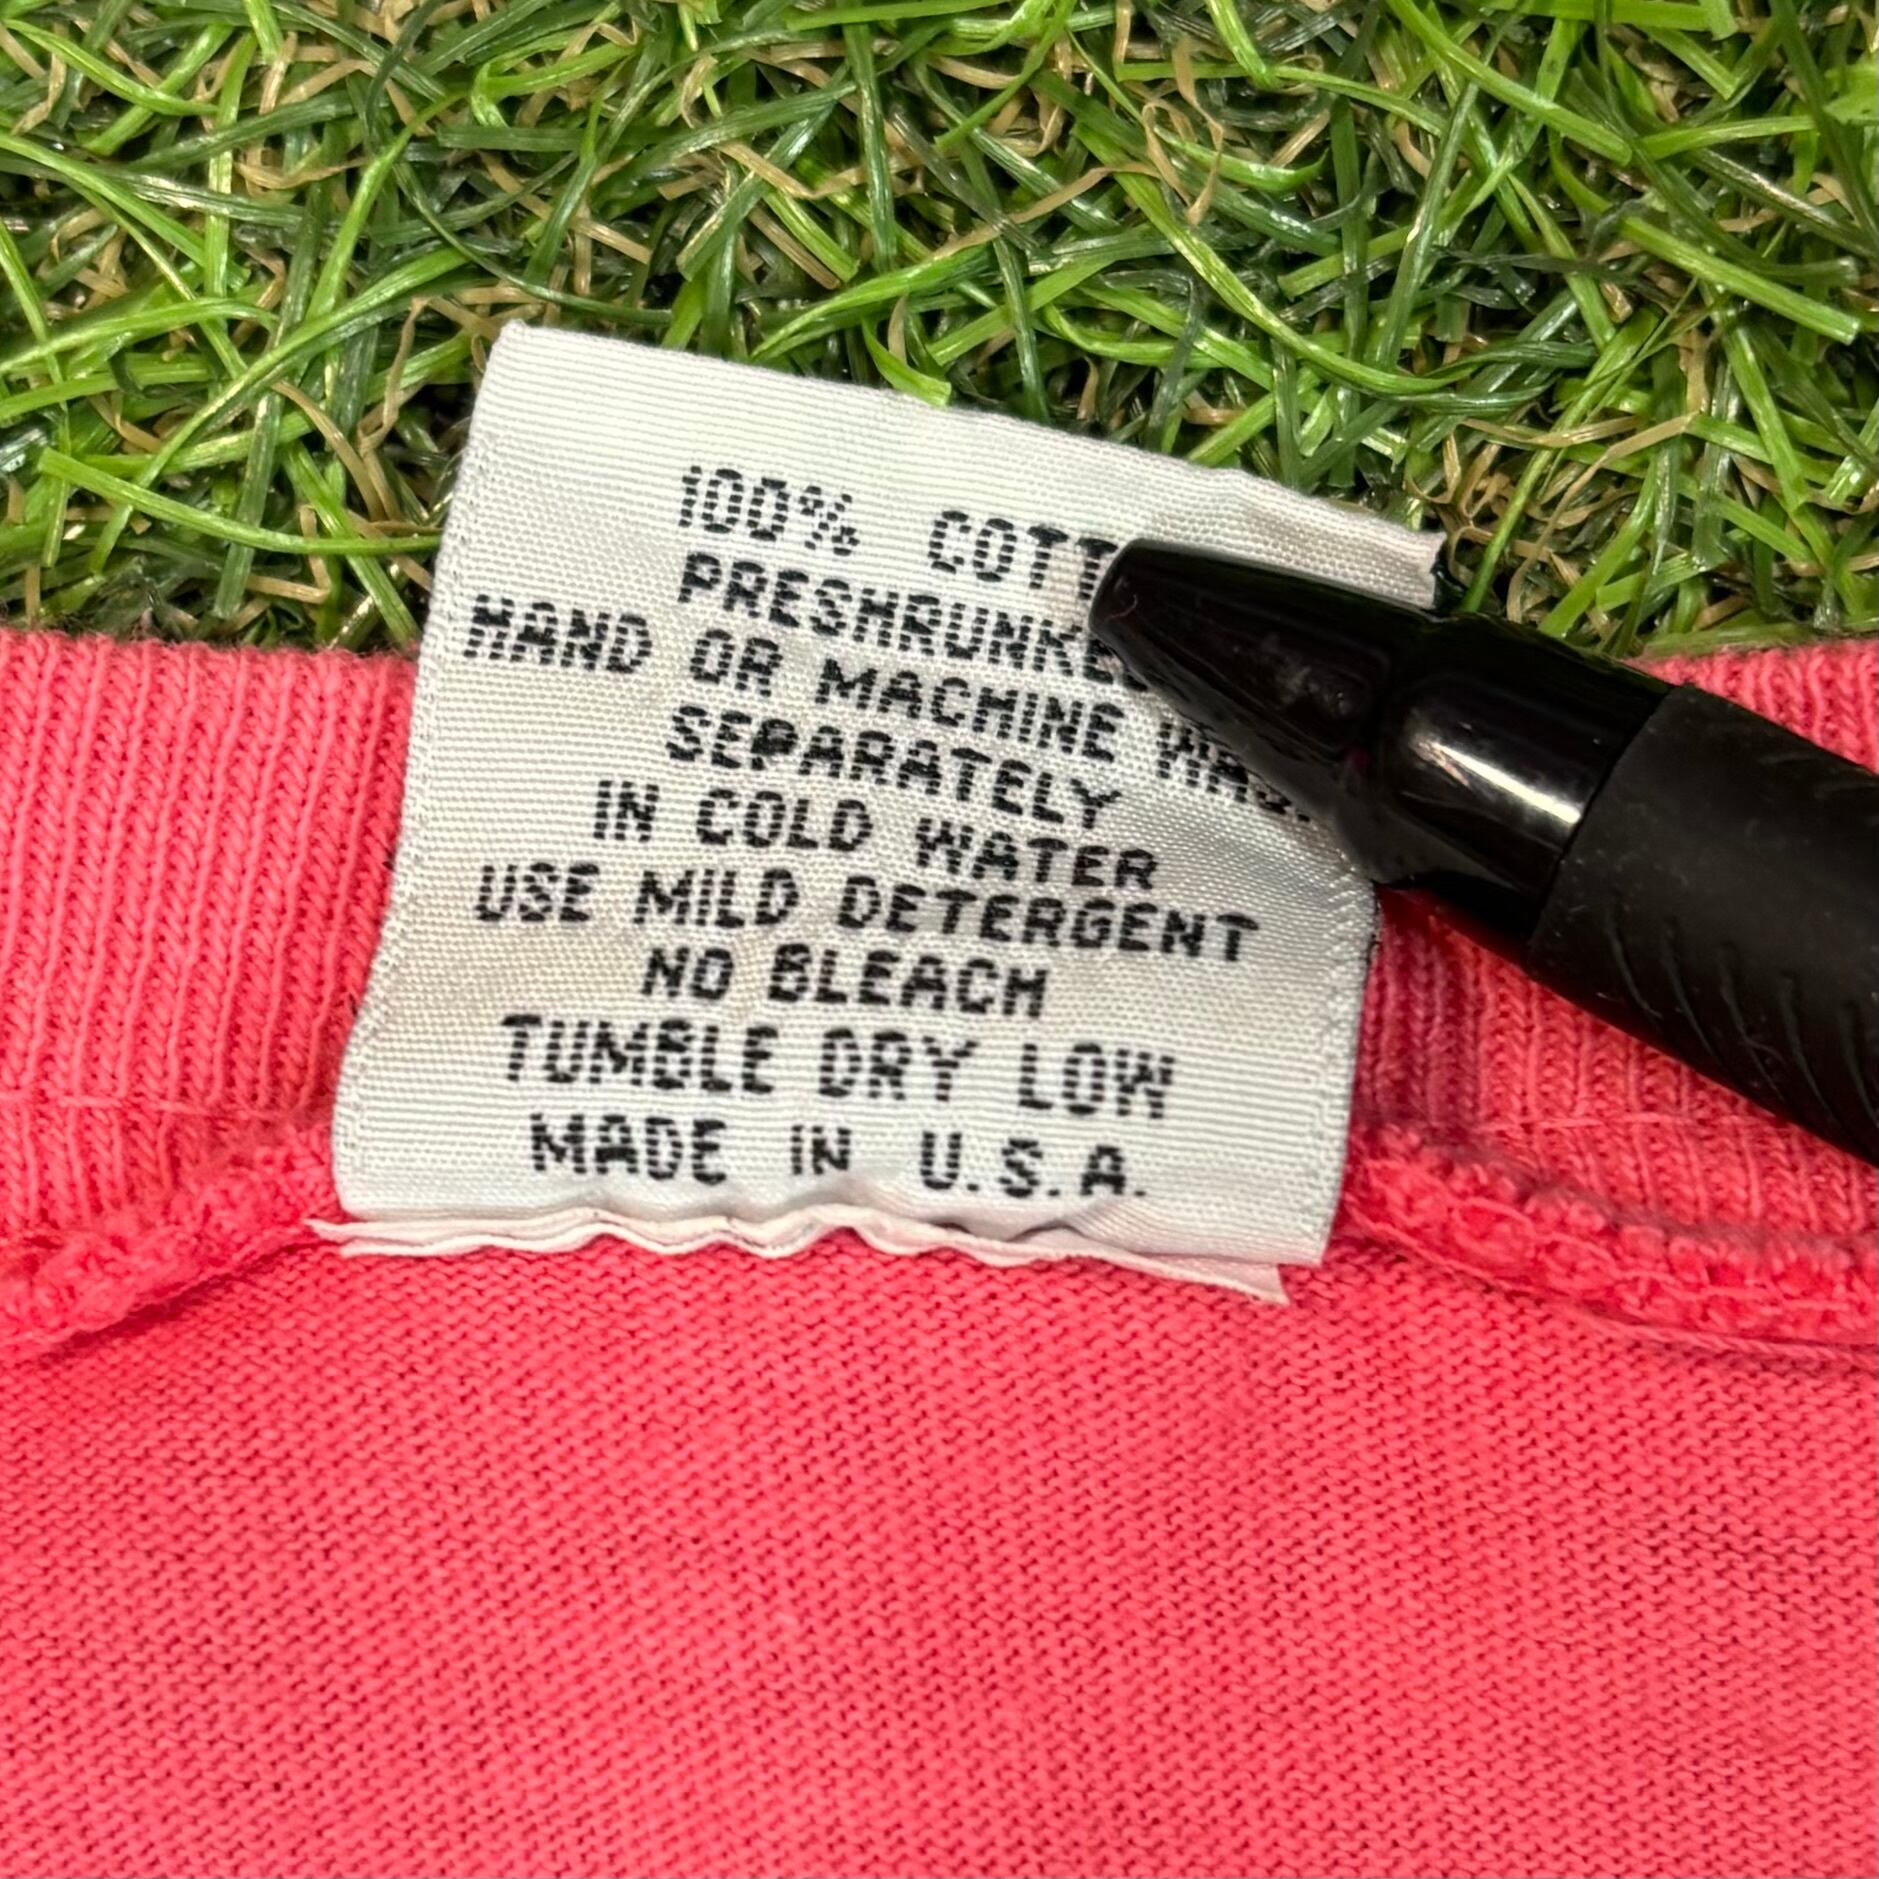 100% COTT
PRESHRUNKE
HAND OR MACHINE WAS
SEPARATELY
IN COLD WATER
USE MILD DETERGENT
NO BLEACH
TUMBLE DRY LOW
MADE IN U.S.A.